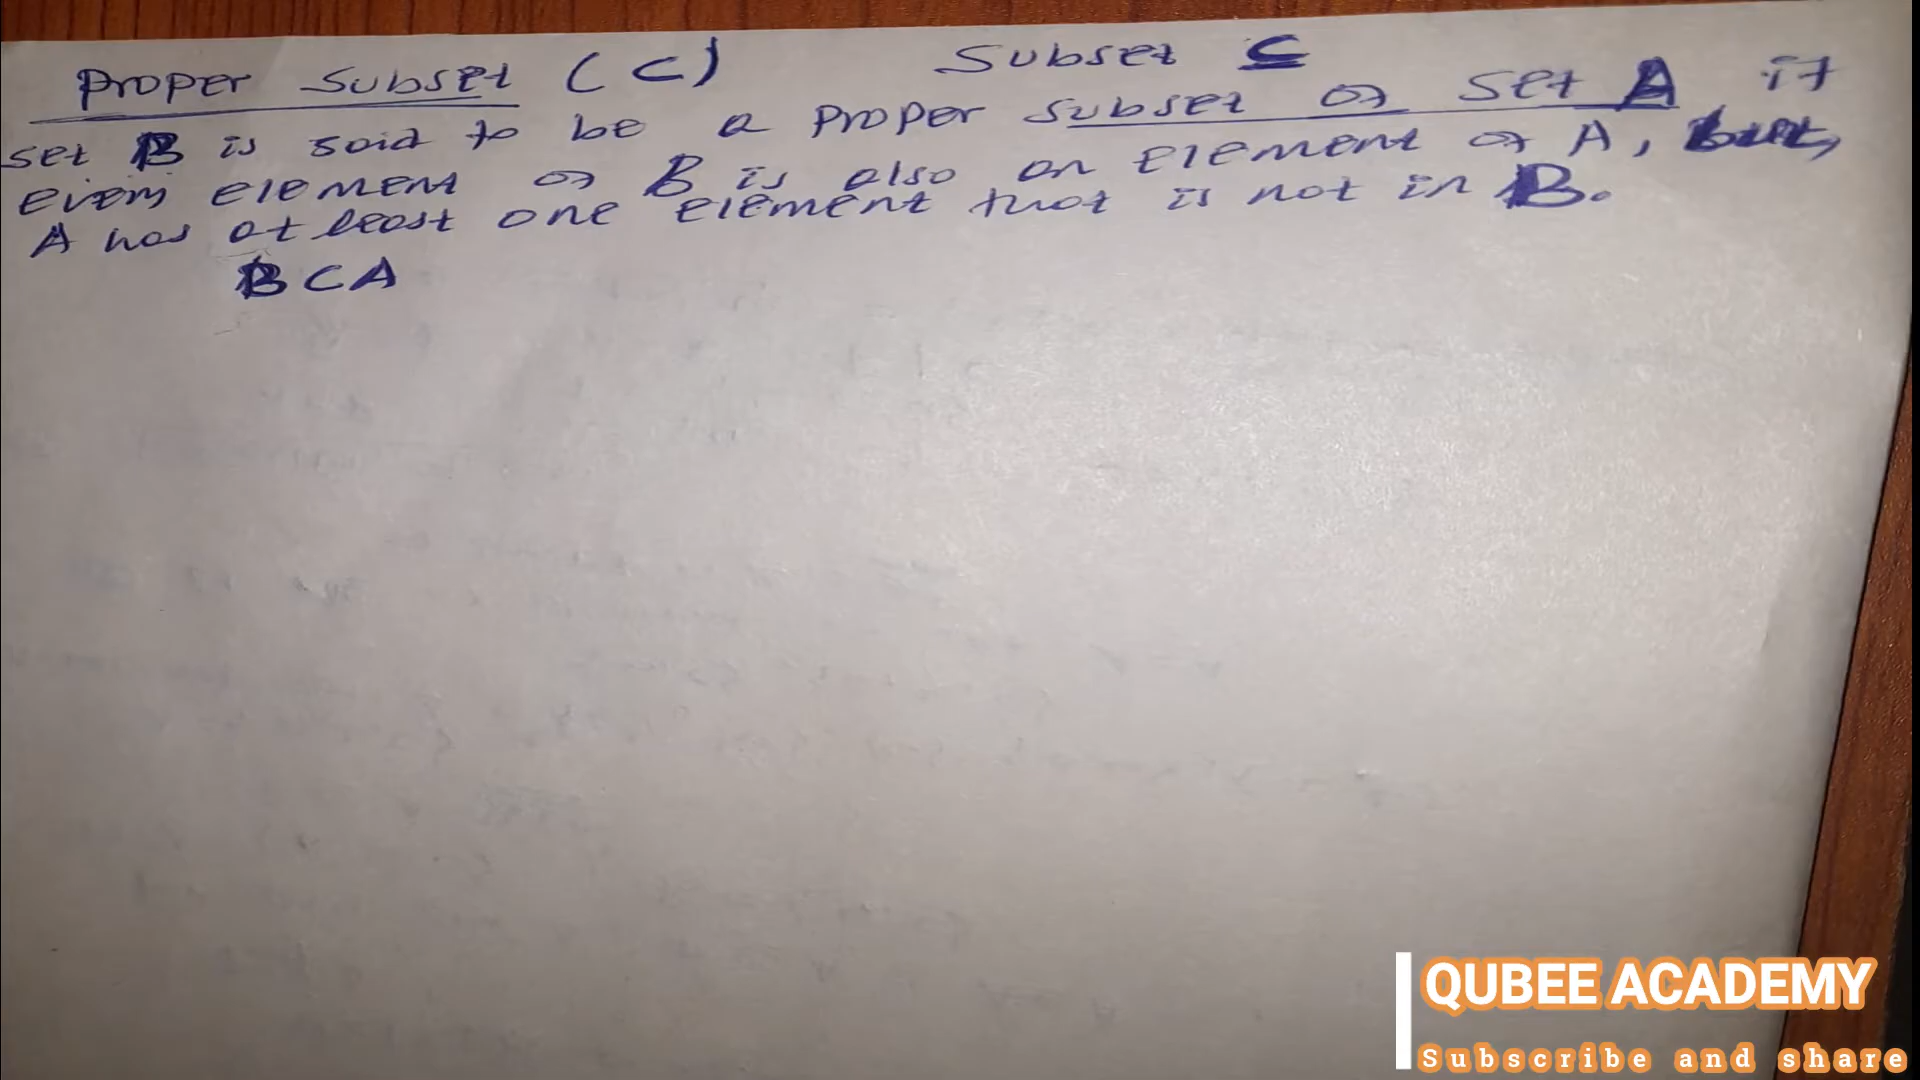 Proper Subset (⊂) Subset ⊆
set B is said to be a proper subset of set A if
every element of B is also an element of A, but,
A has at least one element that is not in B.
B ⊂ A
QUBEE ACADEMY
Subscribe and share